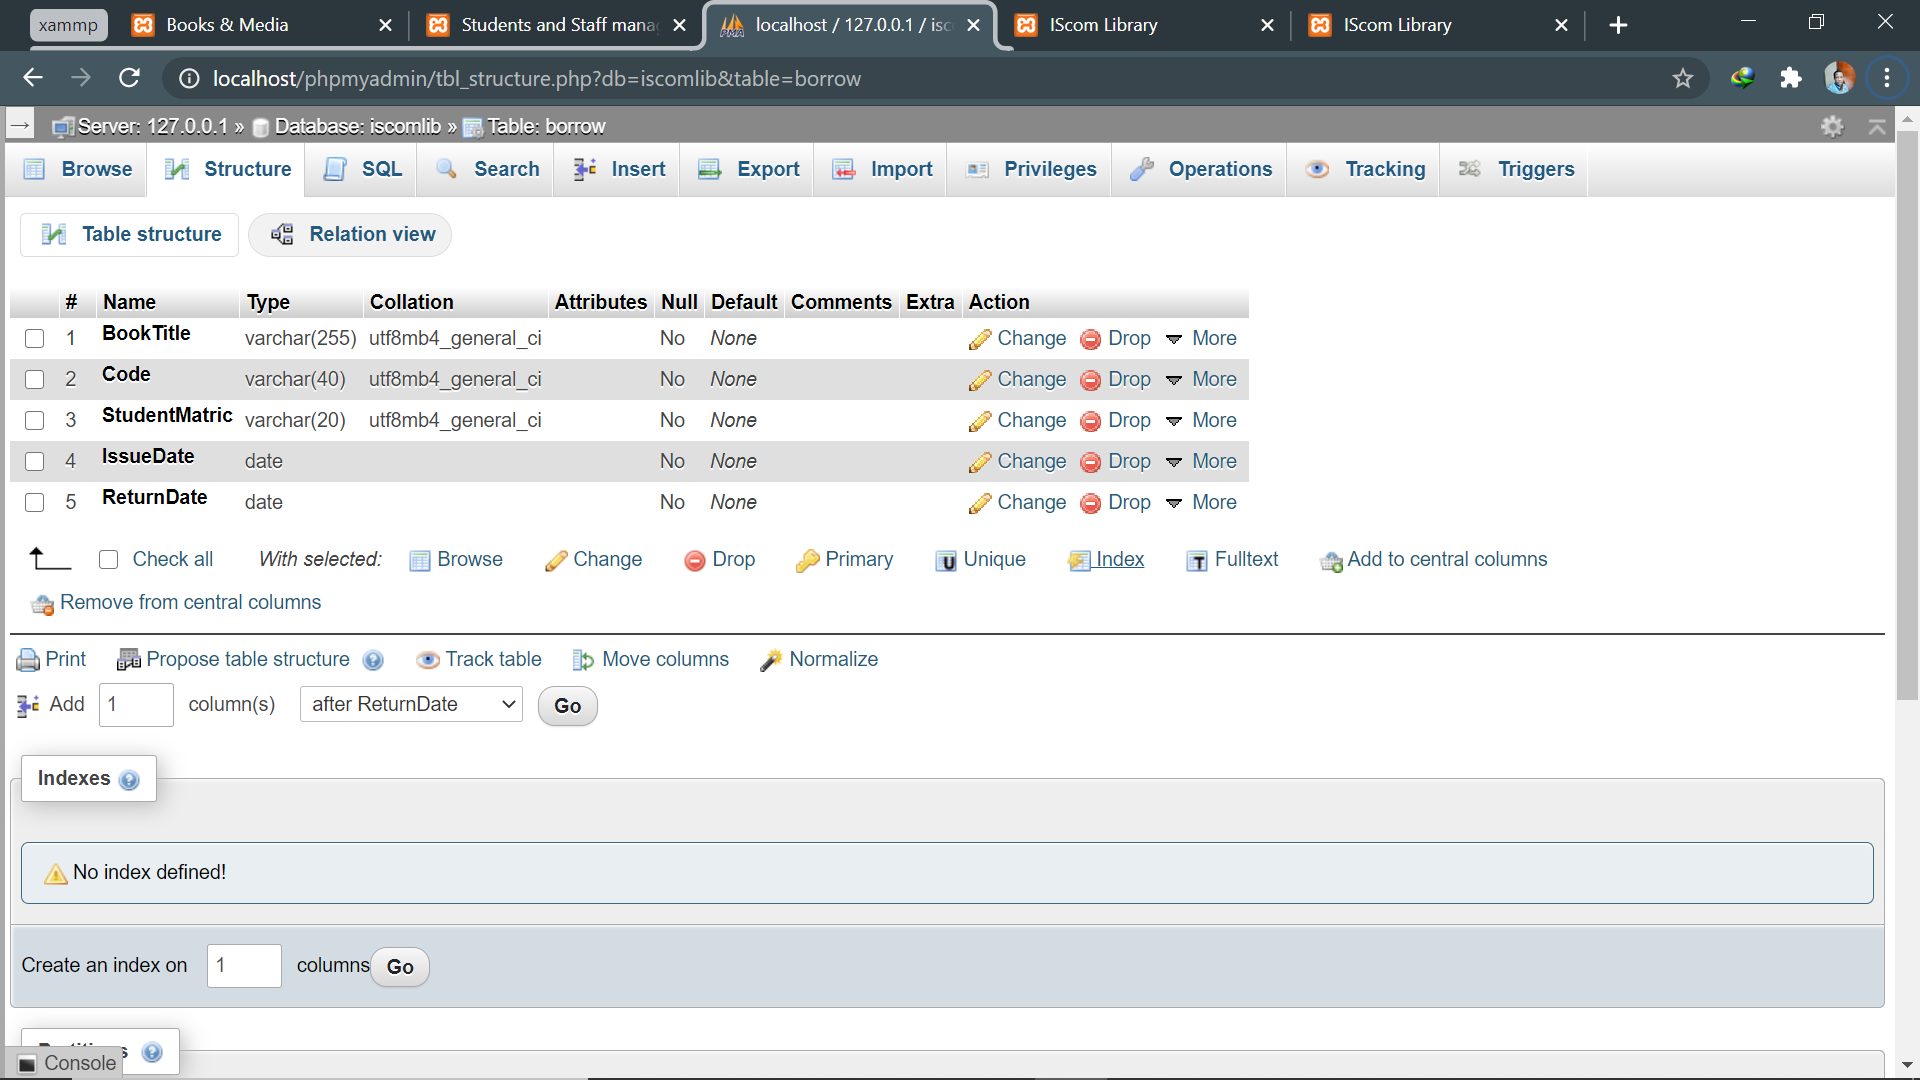 xammp Books & Media Students and Staff mana localhost / 127.0.0.1 / isc IScom Library IScom Library
localhost/phpmyadmin/tbl_structure.php?db=iscomlib&table=borrow
Server: 127.0.0.1 » Database: iscomlib » Table: borrow
Browse Structure SQL Search Insert Export Import Privileges Operations Tracking Triggers
Table structure Relation view
# Name Type Collation Attributes Null Default Comments Extra Action
1 BookTitle varchar(255) utf8mb4_general_ci No None Change Drop More
2 Code varchar(40) utf8mb4_general_ci No None Change Drop More
3 StudentMatric varchar(20) utf8mb4_general_ci No None Change Drop More
4 IssueDate date No None Change Drop More
5 ReturnDate date No None Change Drop More
Check all With selected: Browse Change Drop Primary Unique Index Fulltext Add to central columns
Remove from central columns
Print Propose table structure Track table Move columns Normalize
Add 1 column(s) after ReturnDate Go
Indexes
No index defined!
Create an index on 1 columns Go
Console